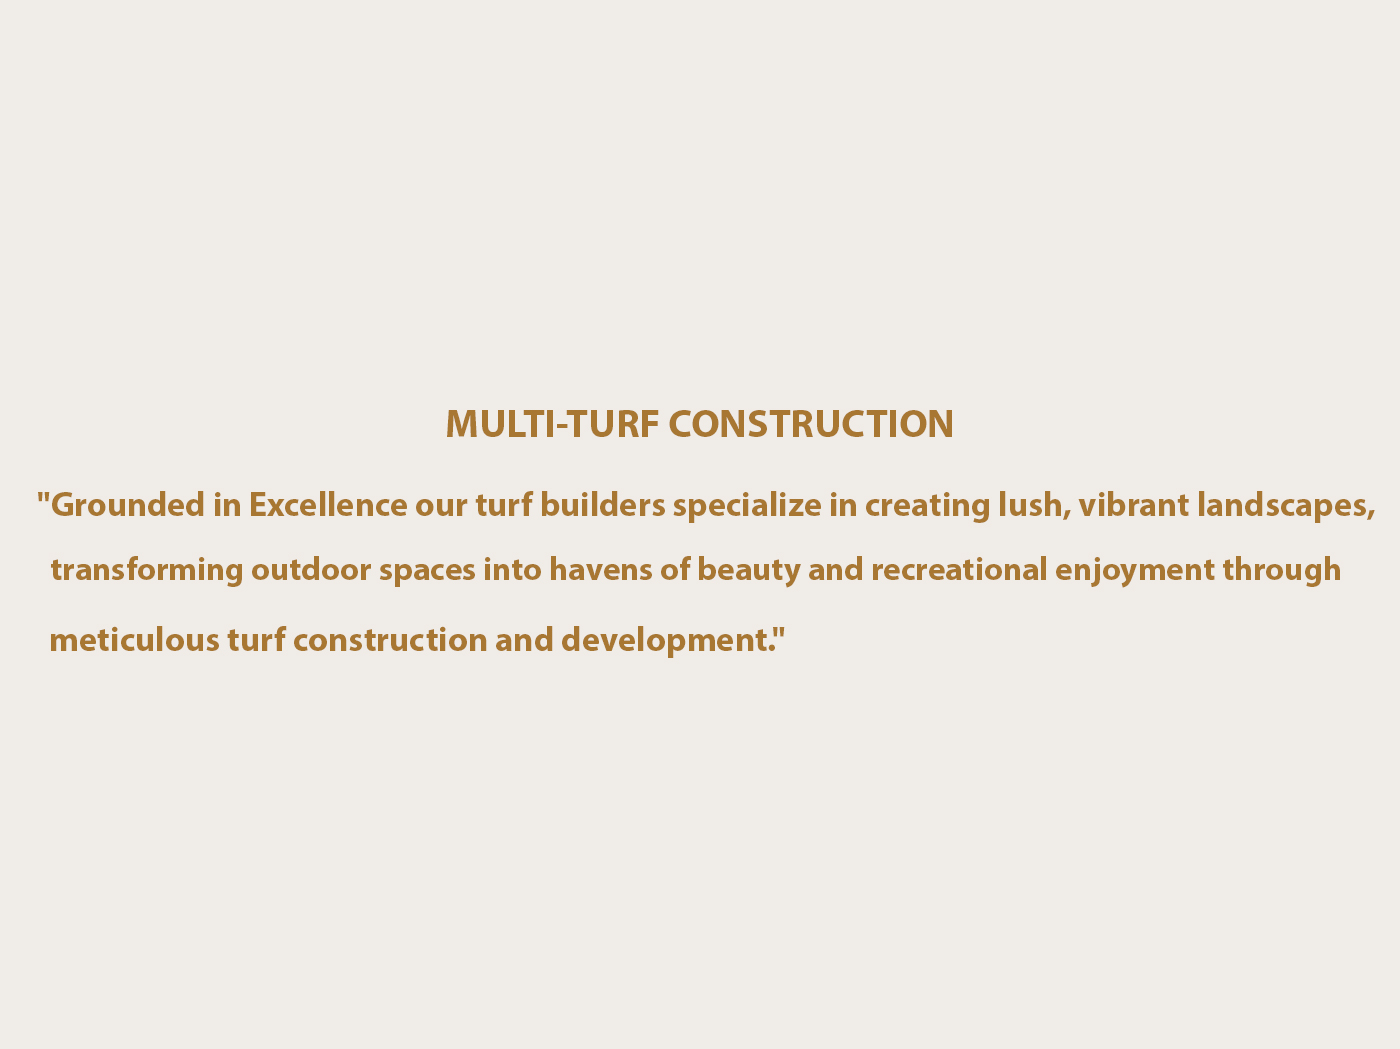 MULTI-TURF CONSTRUCTION
"Grounded in Excellence our turf builders specialize in creating lush, vibrant landscapes,
transforming outdoor spaces into havens of beauty and recreational enjoyment through
meticulous turf construction and development."